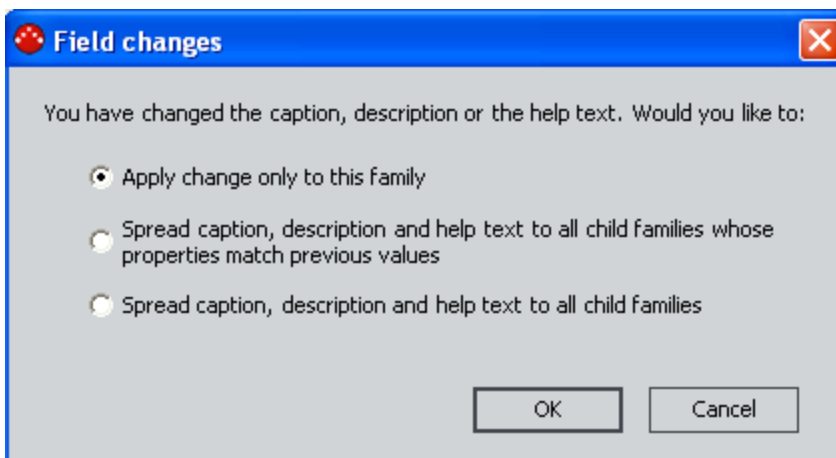 Field changes
You have changed the caption, description or the help text. Would you like to:
Apply change only to this family
Spread caption, description and help text to all child families whose
properties match previous values
Spread caption, description and help text to all child families
OK
Cancel